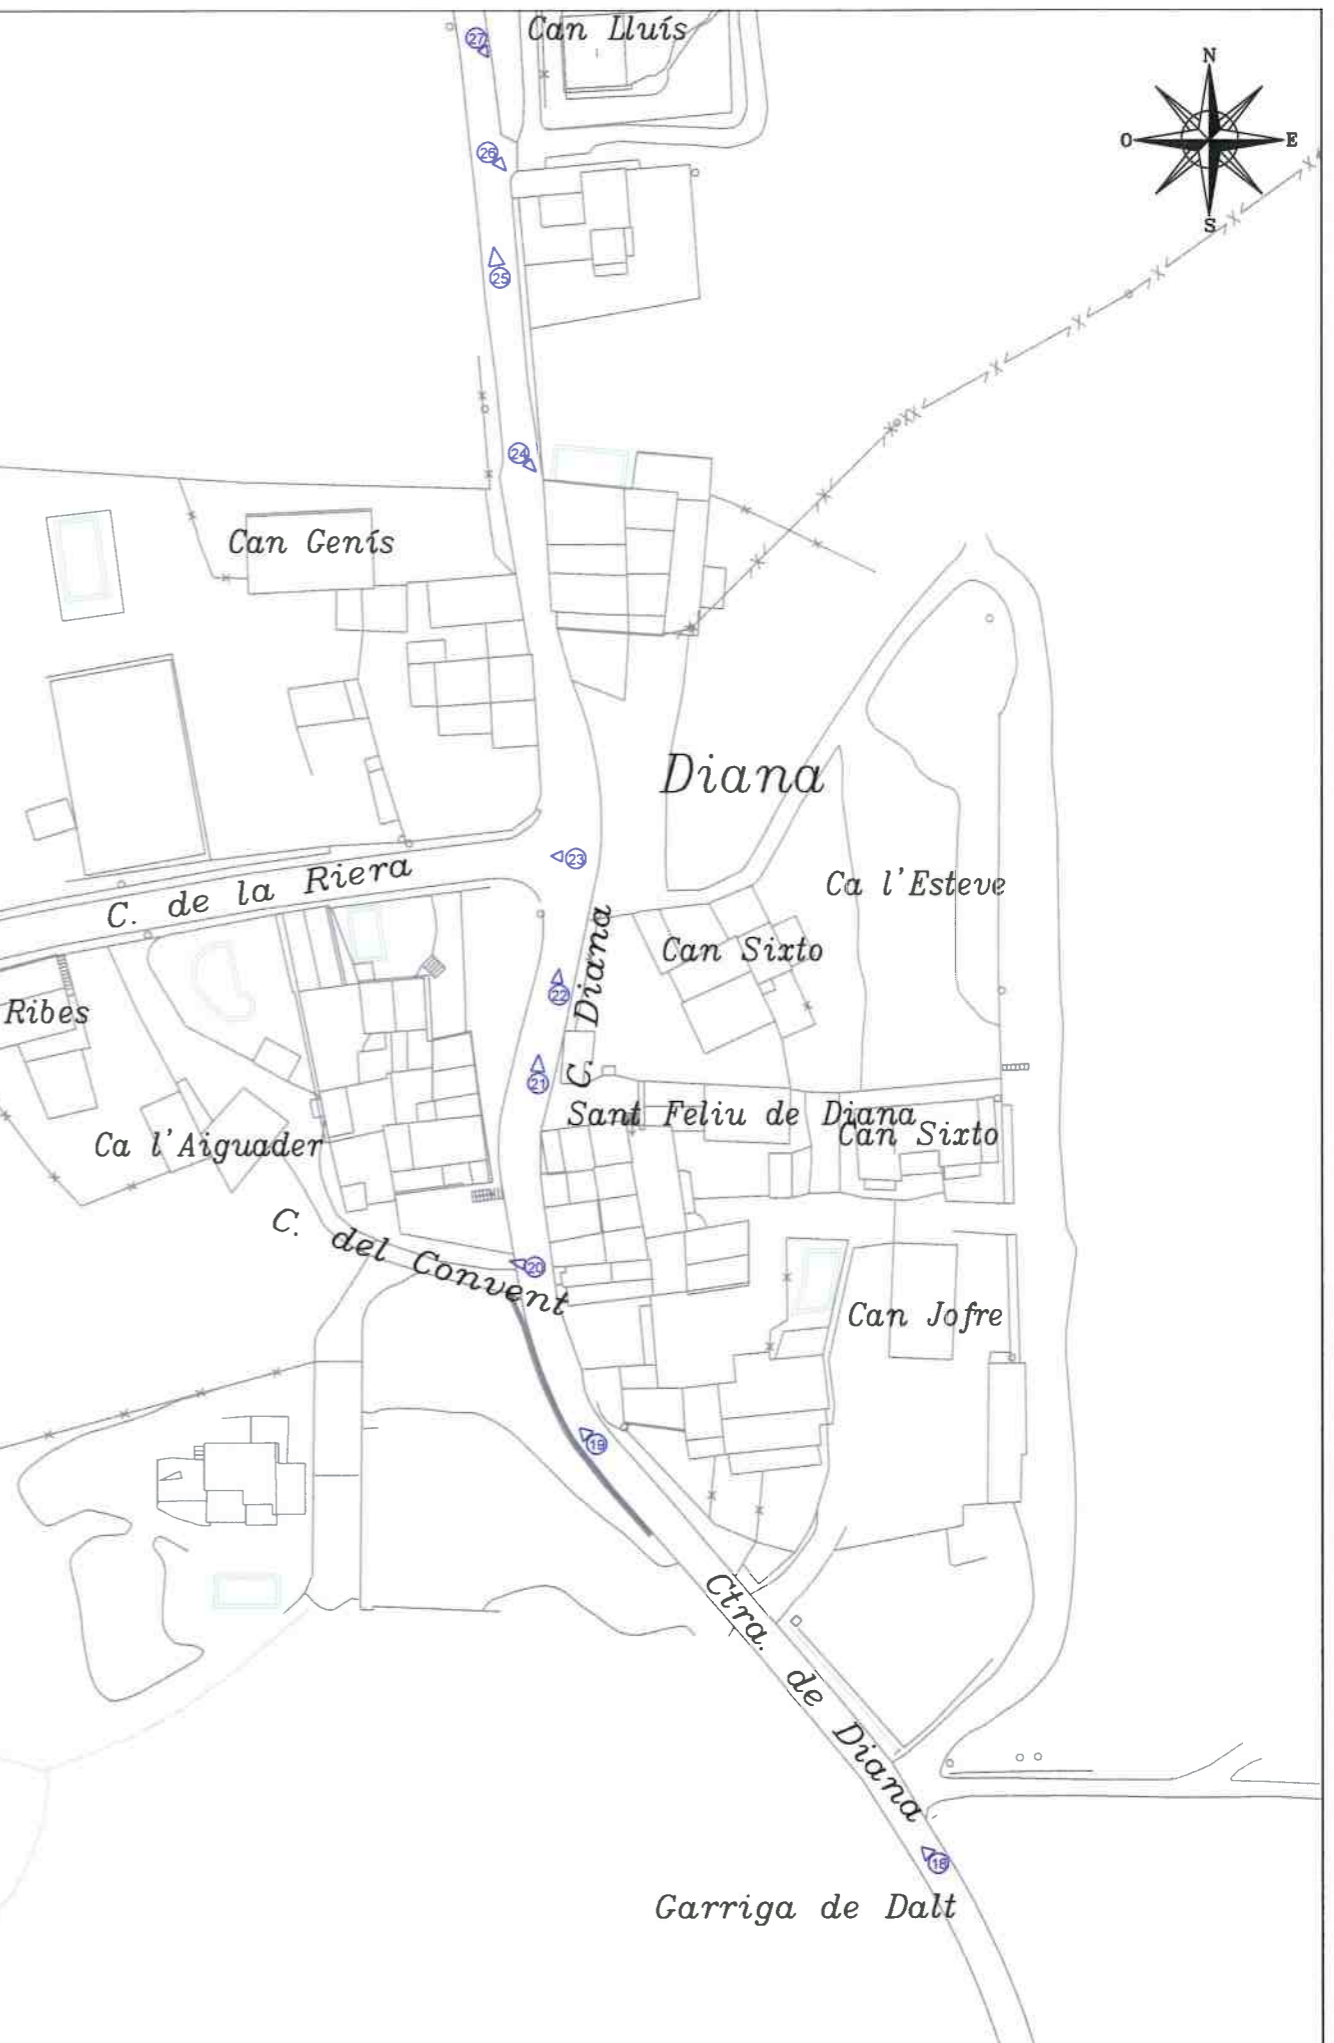 27
Can Lluís
N
O
E
S
26
25
24
Can Genís
Diana
23
C. de la Riera
Ca l'Esteve
Can Sixto
C. Diana
22
Ribes
21
Sant Feliu de Diana
Can Sixto
Ca l'Aiguader
C. del Convent
20
Can Jofre
19
Ctra. de Diana
18
Garriga de Dalt